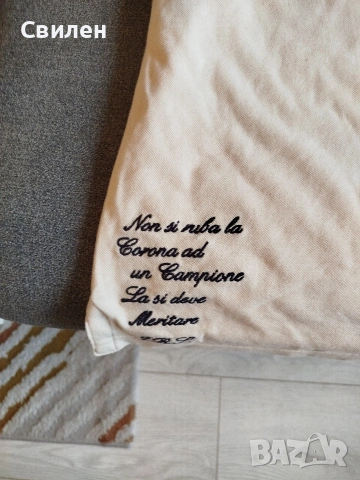 Свилен
Non si ruba la
Corona ad
un Campione
La si deve
Meritare
BAZAR